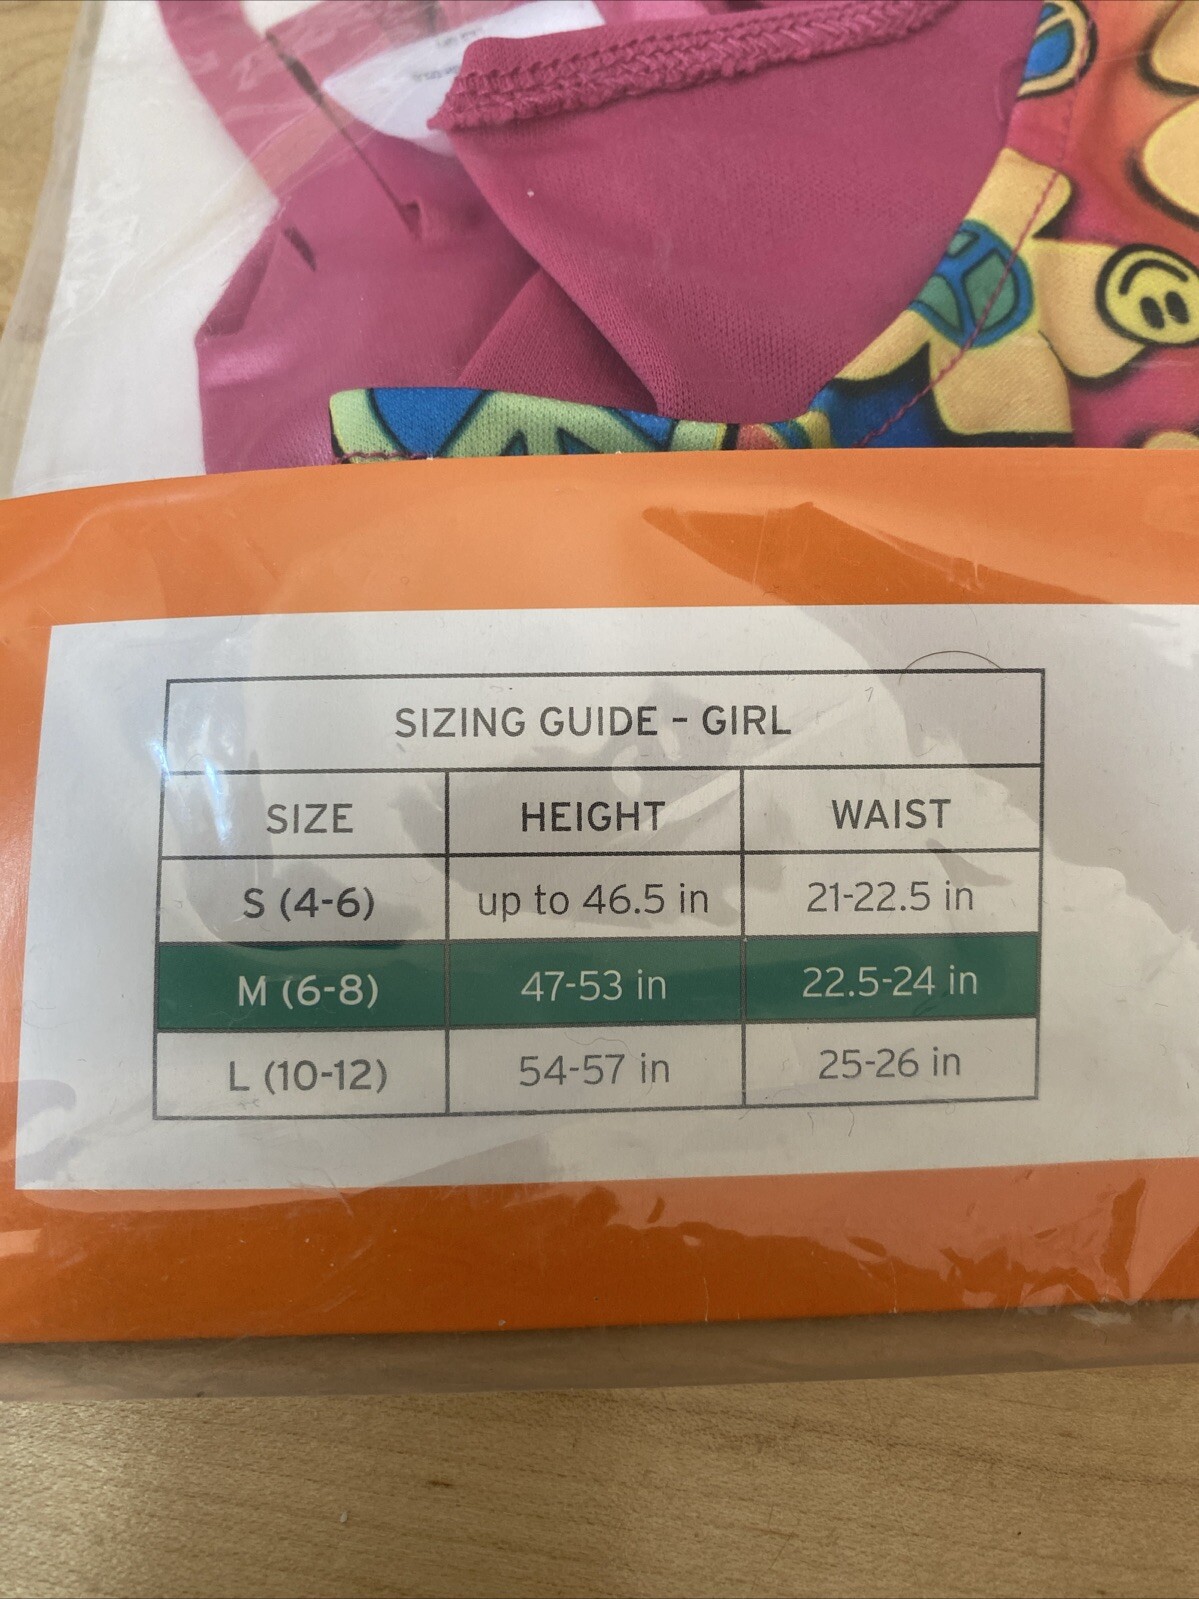 SIZING GUIDE - GIRL
SIZE HEIGHT WAIST
S (4-6) up to 46.5 in 21-22.5 in
M (6-8) 47-53 in 22.5-24 in
L (10-12) 54-57 in 25-26 in